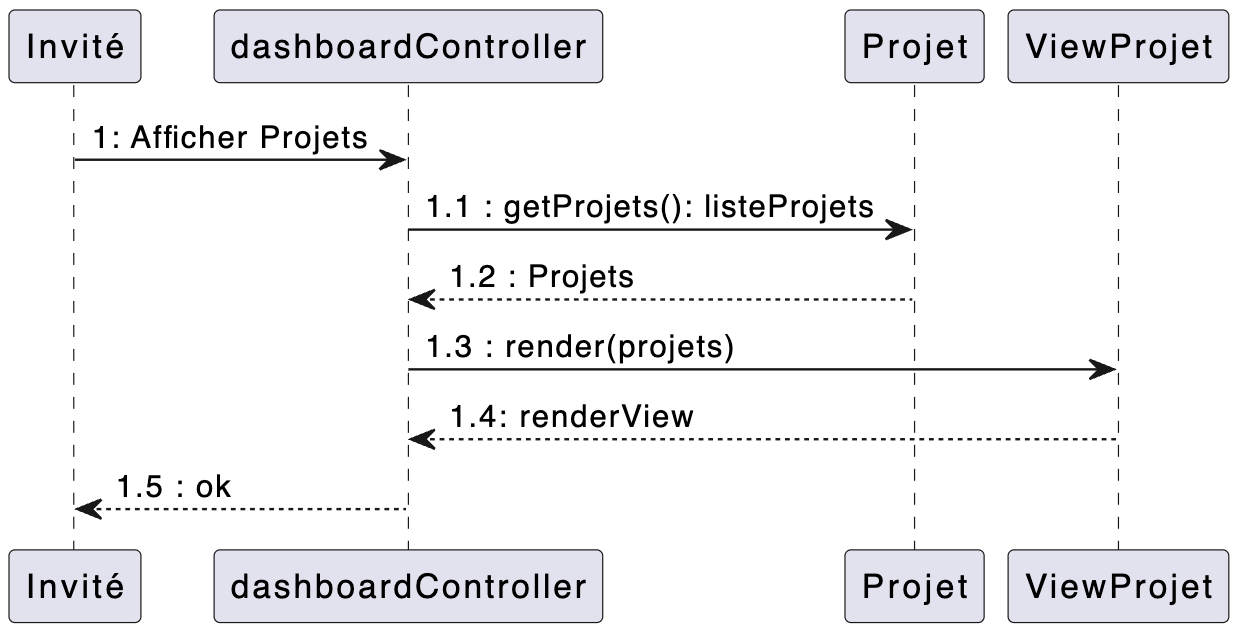 Invité
dashboardController
Projet
ViewProjet
1: Afficher Projets
1.1 : getProjets(): listeProjets
1.2 : Projets
1.3 : render(projets)
1.4: renderView
1.5 : ok
Invité
dashboardController
Projet
ViewProjet